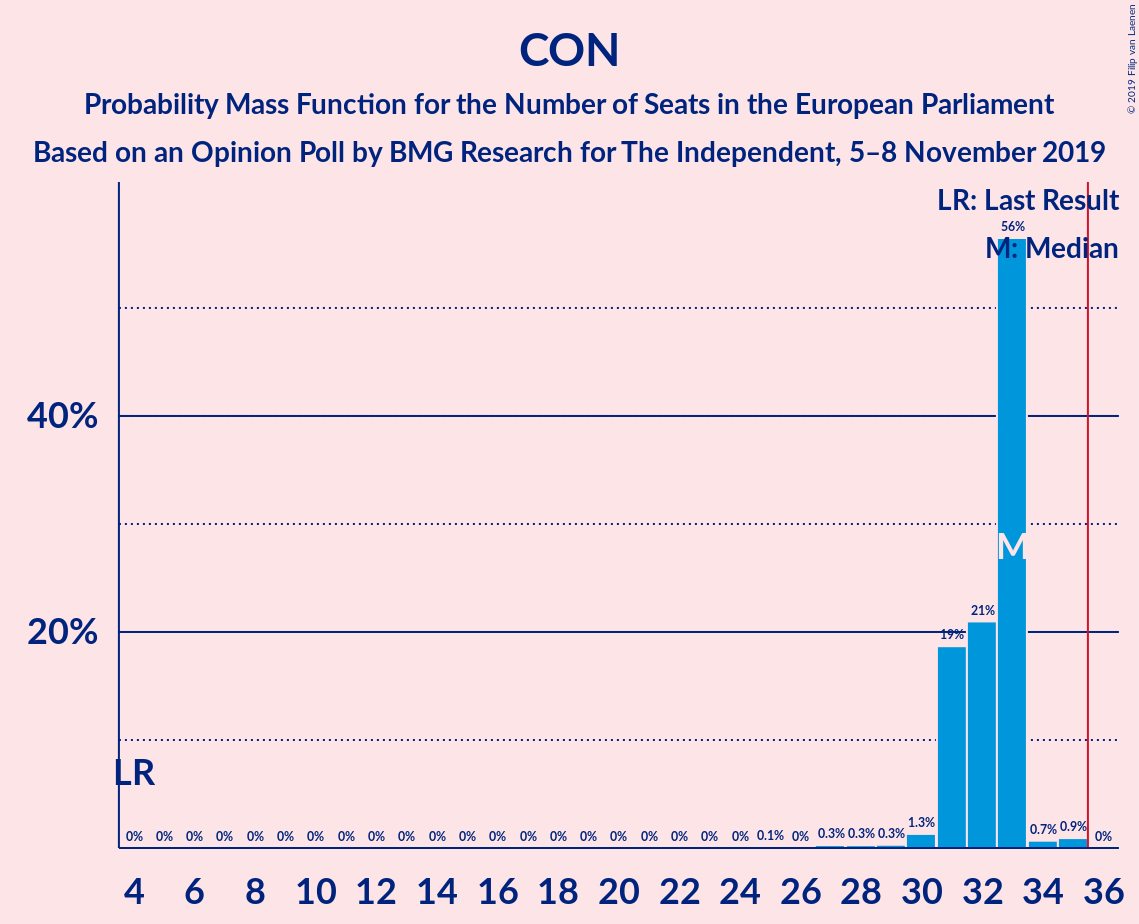 CON
Probability Mass Function for the Number of Seats in the European Parliament
Based on an Opinion Poll by BMG Research for The Independent, 5–8 November 2019
© 2019 Filip van Laenen
LR: Last Result
M: Median
56%
40%
M
21%
20%
19%
LR
0% 0% 0% 0% 0% 0% 0% 0% 0% 0% 0% 0% 0% 0% 0% 0% 0% 0% 0% 0% 0% 0.1% 0% 0.3% 0.3% 0.3% 1.3% 0.7% 0.9% 0%
4 6 8 10 12 14 16 18 20 22 24 26 28 30 32 34 36